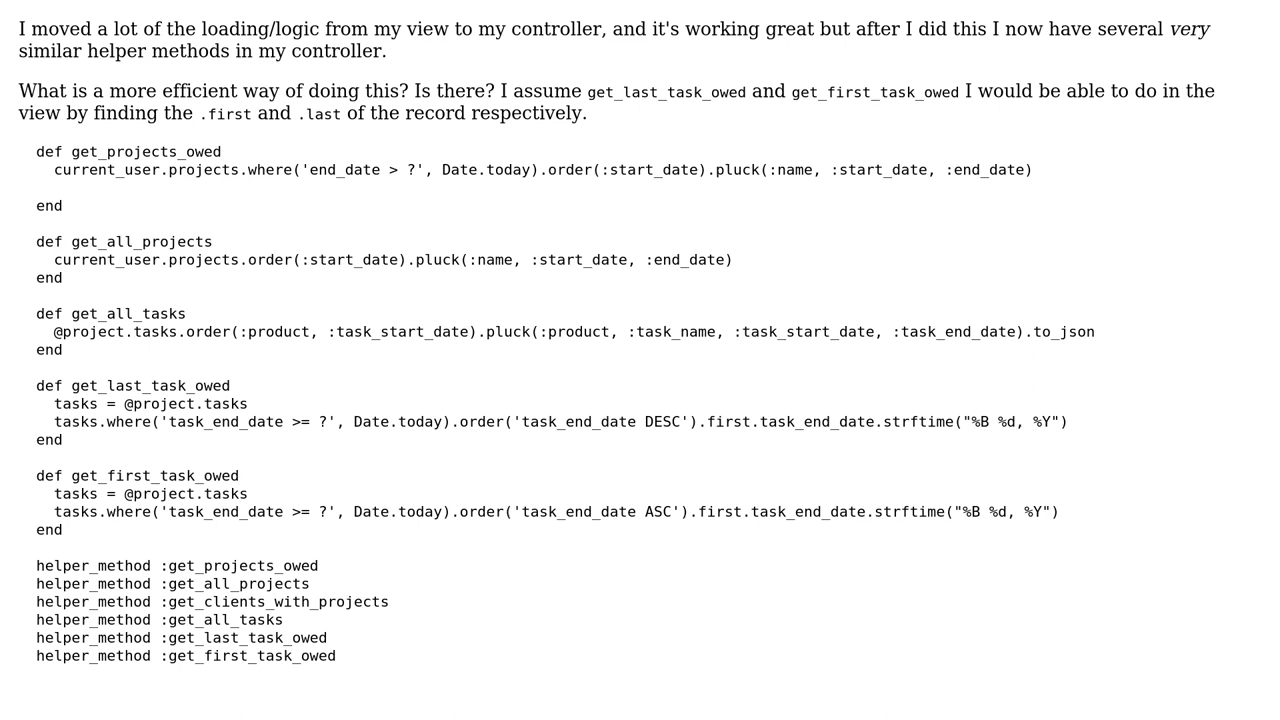 I moved a lot of the loading/logic from my view to my controller, and it's working great but after I did this I now have several very
similar helper methods in my controller.
What is a more efficient way of doing this? Is there? I assume get_last_task_owed and get_first_task_owed I would be able to do in the
view by finding the .first and .last of the record respectively.
def get_projects_owed
  current_user.projects.where('end_date > ?', Date.today).order(:start_date).pluck(:name, :start_date, :end_date)
end
def get_all_projects
  current_user.projects.order(:start_date).pluck(:name, :start_date, :end_date)
end
def get_all_tasks
  @project.tasks.order(:product, :task_start_date).pluck(:product, :task_name, :task_start_date, :task_end_date).to_json
end
def get_last_task_owed
  tasks = @project.tasks
  tasks.where('task_end_date >= ?', Date.today).order('task_end_date DESC').first.task_end_date.strftime("%B %d, %Y")
end
def get_first_task_owed
  tasks = @project.tasks
  tasks.where('task_end_date >= ?', Date.today).order('task_end_date ASC').first.task_end_date.strftime("%B %d, %Y")
end
helper_method :get_projects_owed
helper_method :get_all_projects
helper_method :get_clients_with_projects
helper_method :get_all_tasks
helper_method :get_last_task_owed
helper_method :get_first_task_owed